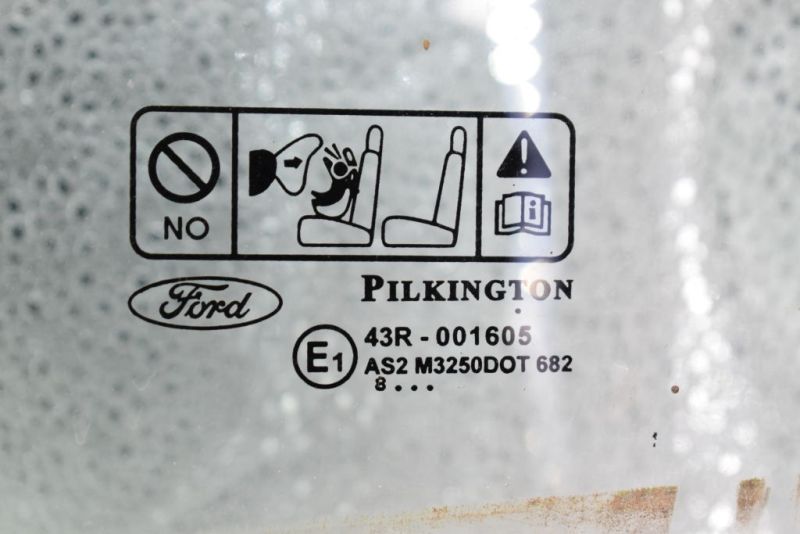 NO
Ford
PILKINGTON
E1
43R - 001605
AS2 M3250DOT 682
8...